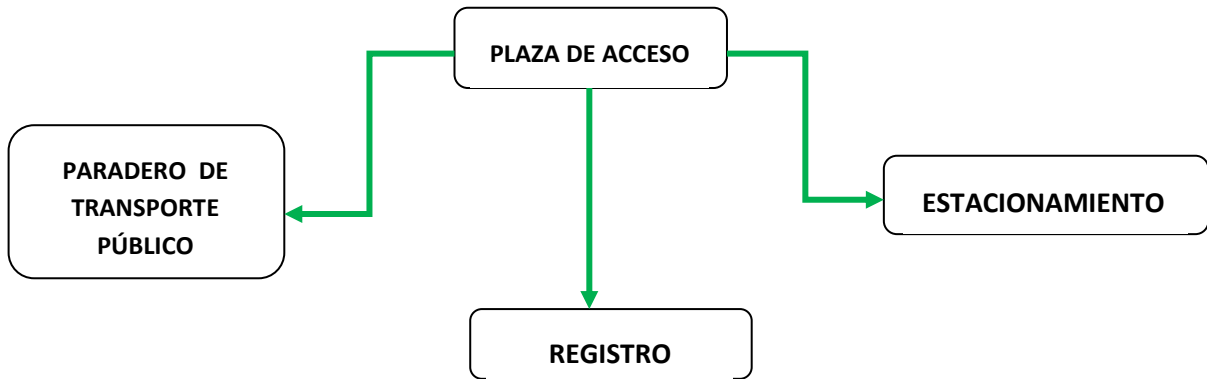 PLAZA DE ACCESO
PARADERO DE
TRANSPORTE
PÚBLICO
ESTACIONAMIENTO
REGISTRO